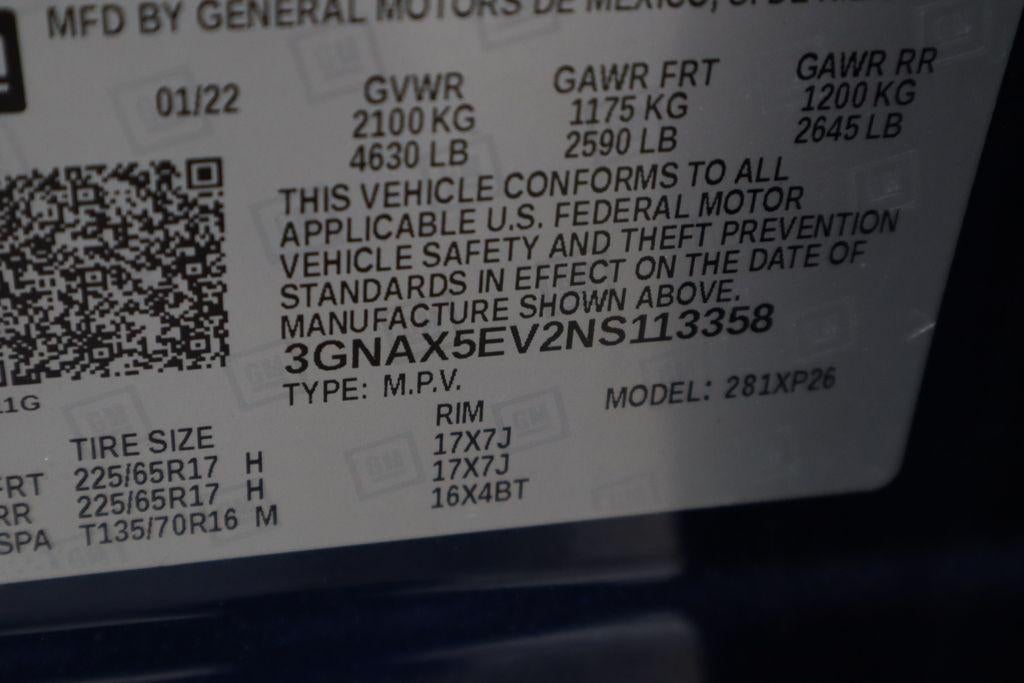 MFD BY GENERAL MOTORS DE MEXICO,
01/22
GVWR
2100 KG
4630 LB
GAWR FRT
1175 KG
2590 LB
GAWR RR
1200 KG
2645 LB
THIS VEHICLE CONFORMS TO ALL
APPLICABLE U.S. FEDERAL MOTOR
VEHICLE SAFETY AND THEFT PREVENTION
STANDARDS IN EFFECT ON THE DATE OF
MANUFACTURE SHOWN ABOVE.
3GNAX5EV2NS113358
TYPE: M.P.V.
MODEL: 281XP26
TIRE SIZE RIM
FRT 225/65R17 H 17X7J
RR 225/65R17 H 17X7J
SPA T135/70R16 M 16X4BT